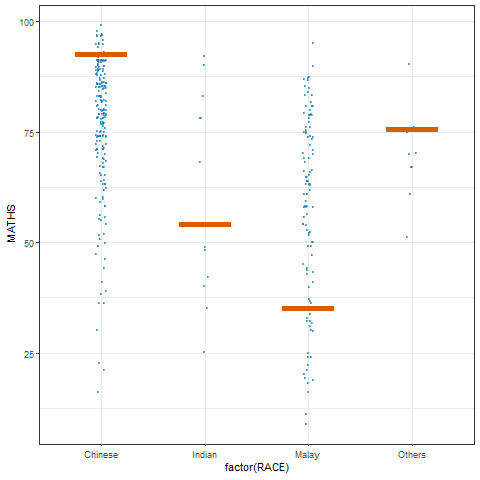 100
75
50
25
MATHS
Chinese
Indian
Malay
Others
factor(RACE)